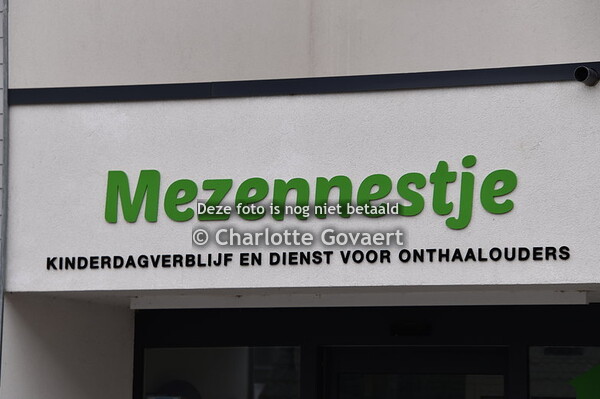 Mezennestje
Deze foto is nog niet betaald
© Charlotte Govaert
KINDERDAGVERBLIJF EN DIENST VOOR ONTHAALOUDERS